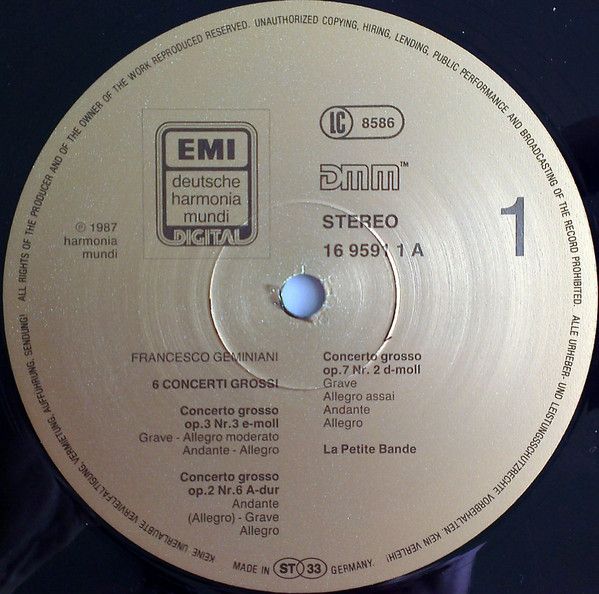 ALL RIGHTS OF THE PRODUCER AND OF THE OWNER OF THE WORK REPRODUCED RESERVED. UNAUTHORIZED COPYING, HIRING, LENDING, PUBLIC PERFORMANCE AND BROADCASTING OF THE RECORD PROHIBITED. ALLE URHEBER- UND LEISTUNGSSCHUTZRECHTE VORBEHALTEN. KEIN VERLEIH! KEINE UNERLAUBTE VERVIELFÄLTIGUNG, VERMIETUNG, AUFFÜHRUNG, SENDUNG!
LC 8586
EMI
deutsche
harmonia
mundi
DIGITAL
DMM™
STEREO
16 9591 1 A
1
℗ 1987
harmonia
mundi
FRANCESCO GEMINIANI
6 CONCERTI GROSSI
Concerto grosso
op.3 Nr.3 e-moll
Grave - Allegro moderato
Andante - Allegro
Concerto grosso
op.2 Nr.6 A-dur
Andante
(Allegro) - Grave
Allegro
Concerto grosso
op.7 Nr. 2 d-moll
Grave
Allegro assai
Andante
Allegro
La Petite Bande
MADE IN ST 33 GERMANY.